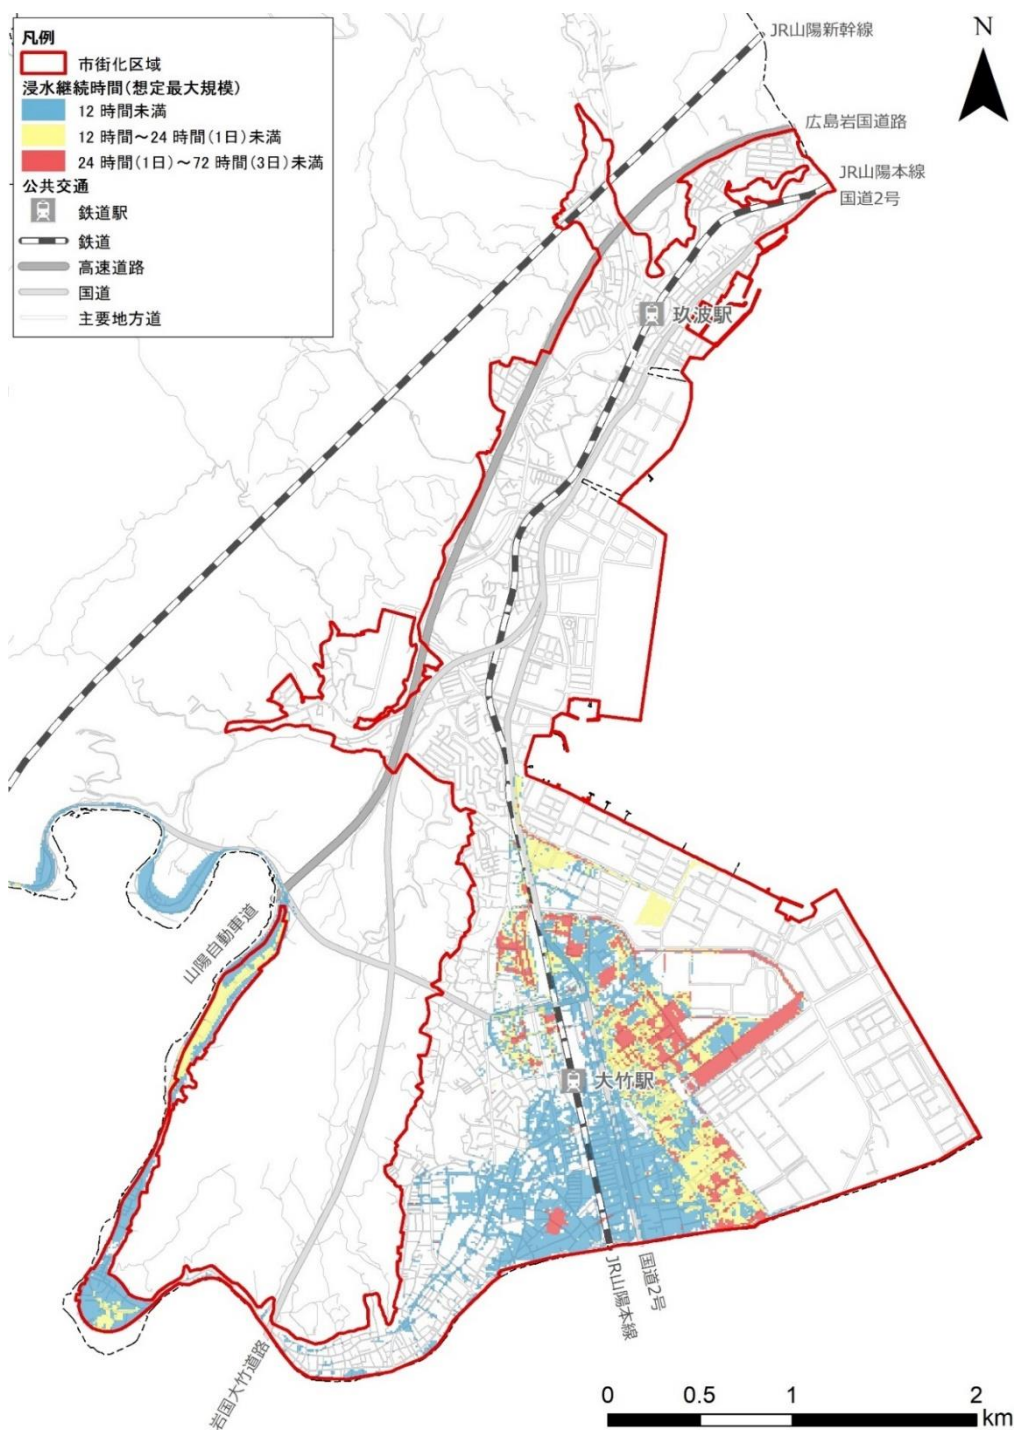 凡例
市街化区域
浸水継続時間(想定最大規模)
12 時間未満
12 時間～24 時間(1日)未満
24 時間(1日)～72 時間(3日)未満
公共交通
鉄道駅
鉄道
高速道路
国道
主要地方道
JR山陽新幹線
N
広島岩国道路
JR山陽本線
国道2号
玖波駅
山陽自動車道
大竹駅
JR山陽本線
国道2号
岩国大竹道路
0 0.5 1 2
km